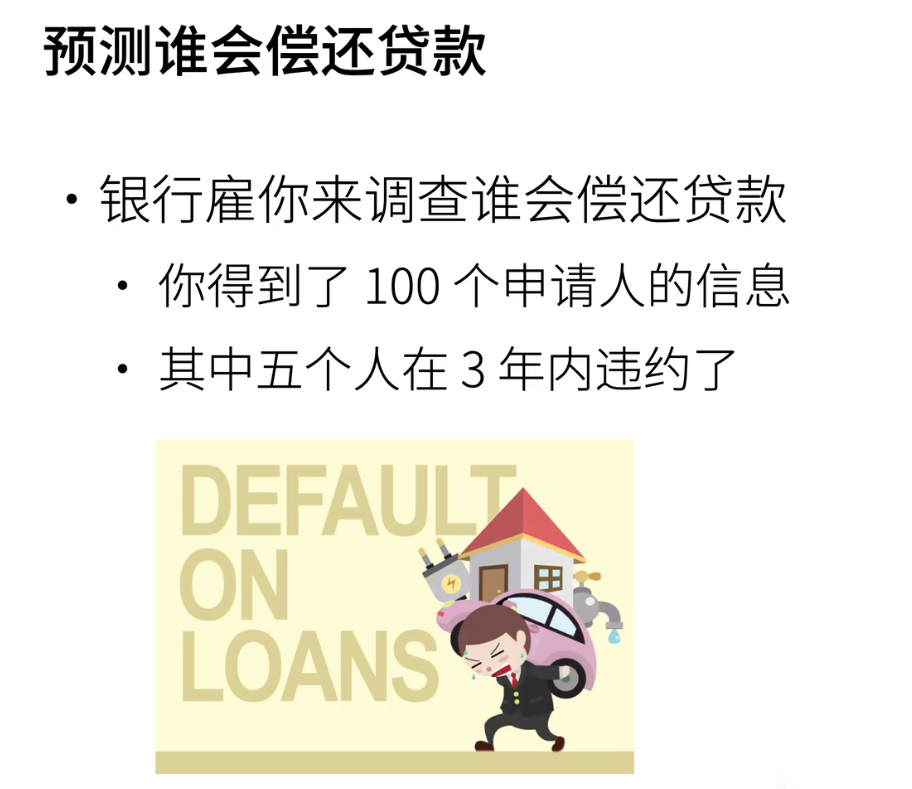 预测谁会偿还贷款
• 银行雇你来调查谁会偿还贷款
• 你得到了 100 个申请人的信息
• 其中五个人在 3 年内违约了
DEFAULT
ON
LOANS